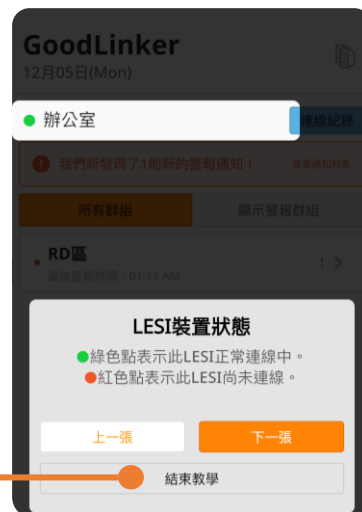 GoodLinker
12月05日(Mon)
辦公室
連線紀錄
我們新發現了1則新的警報通知！ 查看通知列表
所有群組 顯示警報群組
RD區
最後警報時間：01:11 AM
1
LESI裝置狀態
綠色點表示此LESI正常連線中。
紅色點表示此LESI尚未連線。
上一張 下一張
結束教學